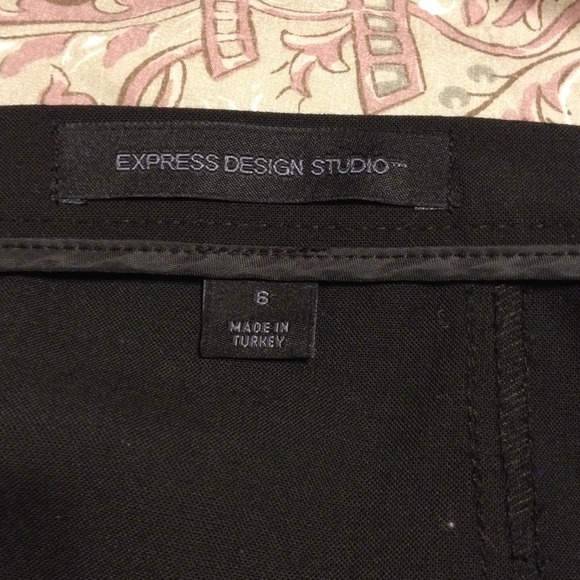 EXPRESS DESIGN STUDIO™
6
MADE IN
TURKEY